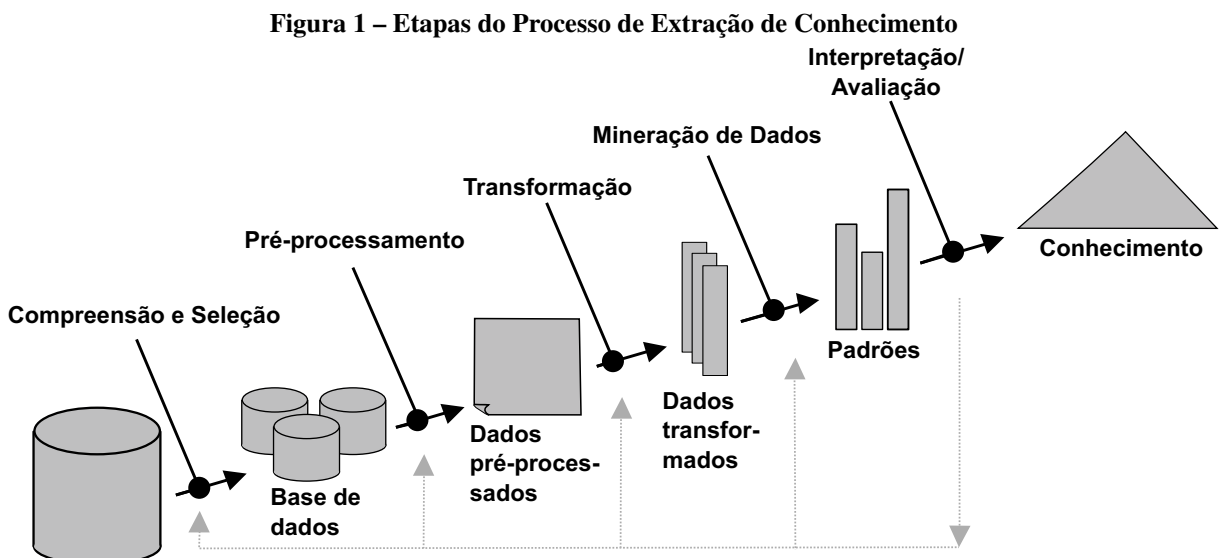 Figura 1 – Etapas do Processo de Extração de Conhecimento
Interpretação/
Avaliação
Mineração de Dados
Transformação
Pré-processamento
Compreensão e Seleção
Conhecimento
Padrões
Dados
transfor-
mados
Dados
pré-proces-
sados
Base de
dados